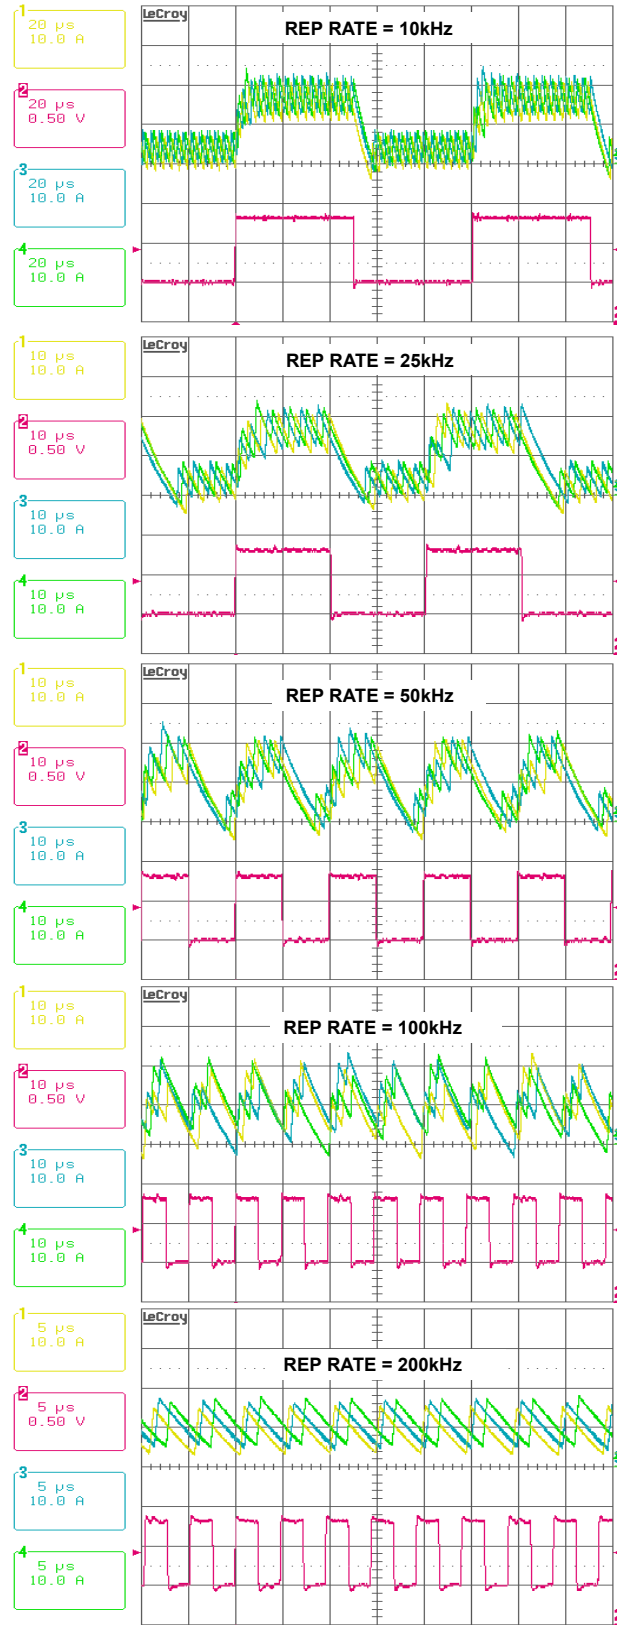 LeCroy
REP RATE = 10kHz
1
20 µs
10.0 A
2
20 µs
0.50 V
3
20 µs
10.0 A
4
20 µs
10.0 A
LeCroy
REP RATE = 25kHz
1
10 µs
10.0 A
2
10 µs
0.50 V
3
10 µs
10.0 A
4
10 µs
10.0 A
LeCroy
REP RATE = 50kHz
1
10 µs
10.0 A
2
10 µs
0.50 V
3
10 µs
10.0 A
4
10 µs
10.0 A
LeCroy
REP RATE = 100kHz
1
10 µs
10.0 A
2
10 µs
0.50 V
3
10 µs
10.0 A
4
10 µs
10.0 A
LeCroy
REP RATE = 200kHz
1
5 µs
10.0 A
2
5 µs
0.50 V
3
5 µs
10.0 A
4
5 µs
10.0 A